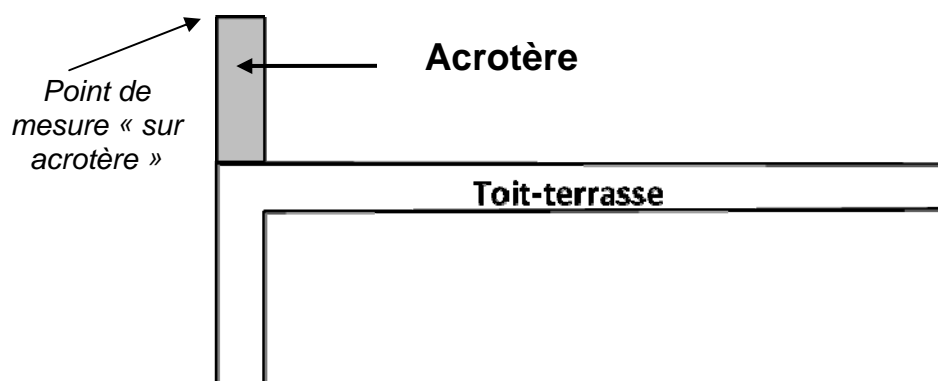 Acrotère
Point de
mesure « sur
acrotère »
Toit-terrasse